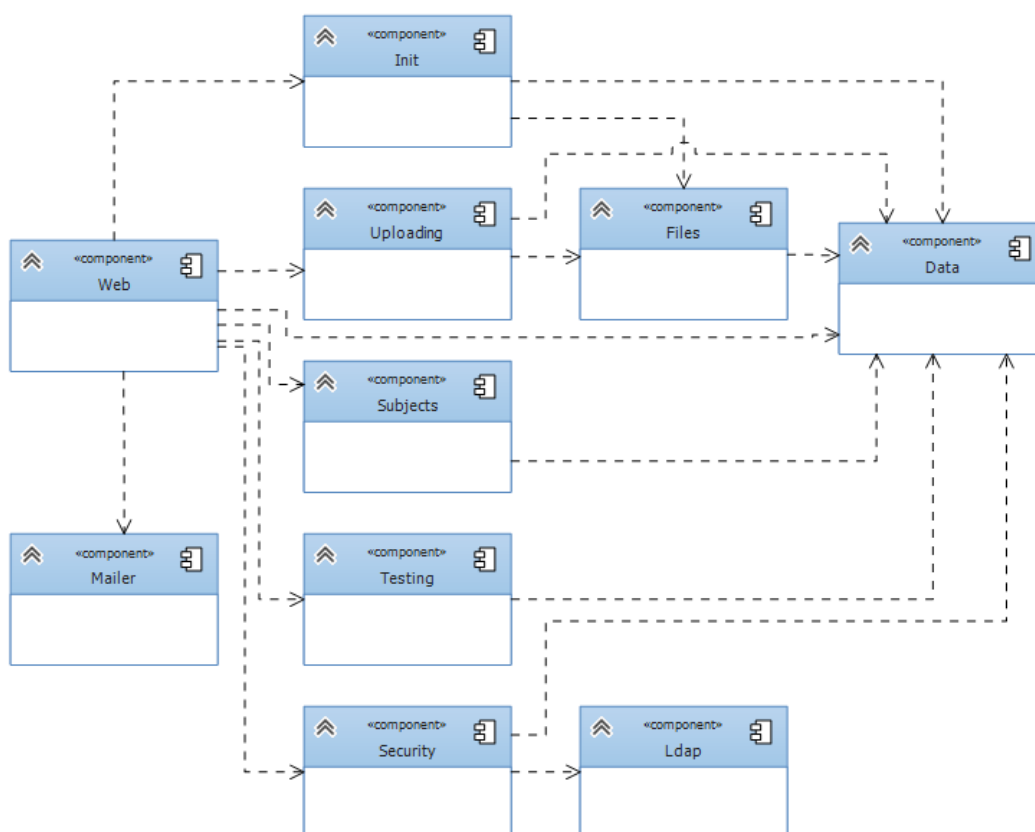 «component»
Init
«component»
Uploading
«component»
Files
«component»
Web
«component»
Data
«component»
Subjects
«component»
Mailer
«component»
Testing
«component»
Security
«component»
Ldap